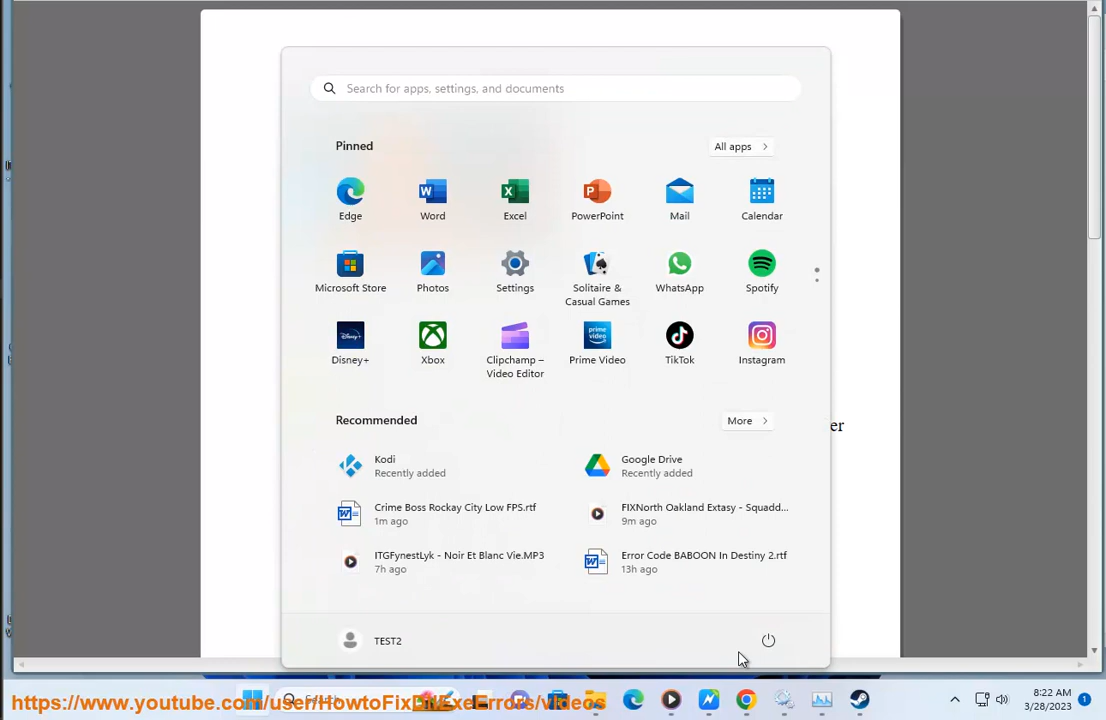 Search for apps, settings, and documents
Pinned
All apps
Edge
Word
Excel
PowerPoint
Mail
Calendar
Microsoft Store
Photos
Settings
Solitaire &
Casual Games
WhatsApp
Spotify
Disney+
Xbox
Clipchamp –
Video Editor
Prime Video
TikTok
Instagram
Recommended
More
er
Kodi
Recently added
Google Drive
Recently added
Crime Boss Rockay City Low FPS.rtf
1m ago
FIXNorth Oakland Extasy - Squadd...
9m ago
ITGFynestLyk - Noir Et Blanc Vie.MP3
7h ago
Error Code BABOON In Destiny 2.rtf
13h ago
TEST2
https://www.youtube.com/user/HowtoFixDllExeErrors/videos
Search
8:22 AM
3/28/2023
1